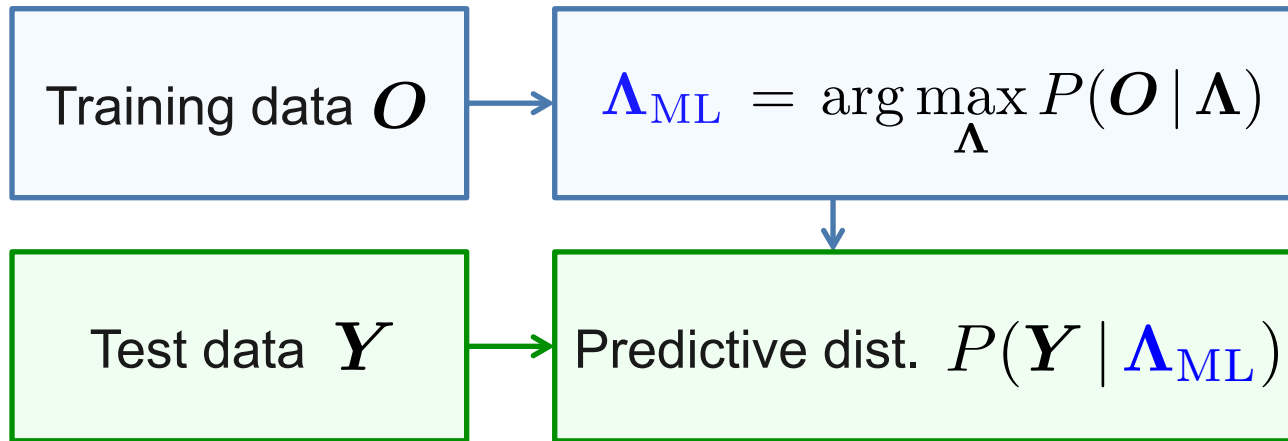 Training data O
Λ_ML = arg max_Λ P(O | Λ)
Test data Y
Predictive dist. P(Y | Λ_ML)